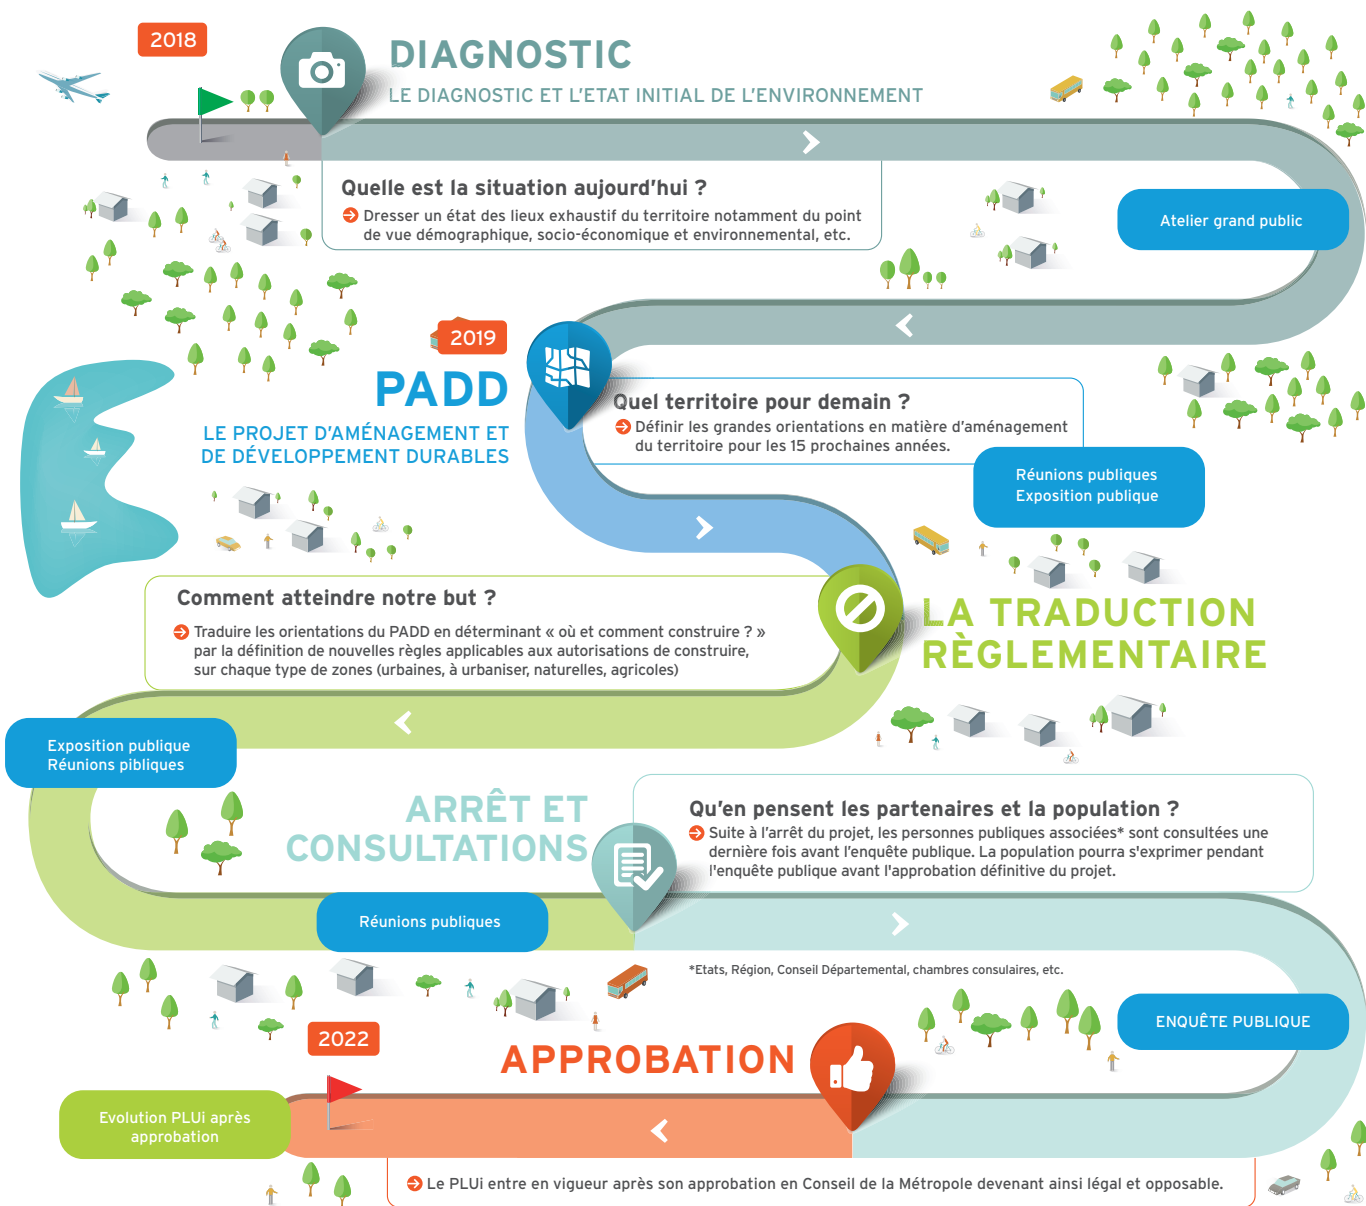 2018
DIAGNOSTIC
LE DIAGNOSTIC ET L'ETAT INITIAL DE L'ENVIRONNEMENT
Quelle est la situation aujourd'hui ?
Dresser un état des lieux exhaustif du territoire notamment du point
de vue démographique, socio-économique et environnemental, etc.
Atelier grand public
2019
PADD
LE PROJET D'AMÉNAGEMENT ET
DE DÉVELOPPEMENT DURABLES
Quel territoire pour demain ?
Définir les grandes orientations en matière d'aménagement
du territoire pour les 15 prochaines années.
Réunions publiques
Exposition publique
LA TRADUCTION
RÈGLEMENTAIRE
Comment atteindre notre but ?
Traduire les orientations du PADD en déterminant « où et comment construire ? »
par la définition de nouvelles règles applicables aux autorisations de construire,
sur chaque type de zones (urbaines, à urbaniser, naturelles, agricoles)
Exposition publique
Réunions pibliques
ARRÊT ET
CONSULTATIONS
Qu'en pensent les partenaires et la population ?
Suite à l'arrêt du projet, les personnes publiques associées* sont consultées une
dernière fois avant l'enquête publique. La population pourra s'exprimer pendant
l'enquête publique avant l'approbation définitive du projet.
Réunions publiques
*Etats, Région, Conseil Départemental, chambres consulaires, etc.
ENQUÊTE PUBLIQUE
2022
APPROBATION
Evolution PLUi après
approbation
Le PLUi entre en vigueur après son approbation en Conseil de la Métropole devenant ainsi légal et opposable.